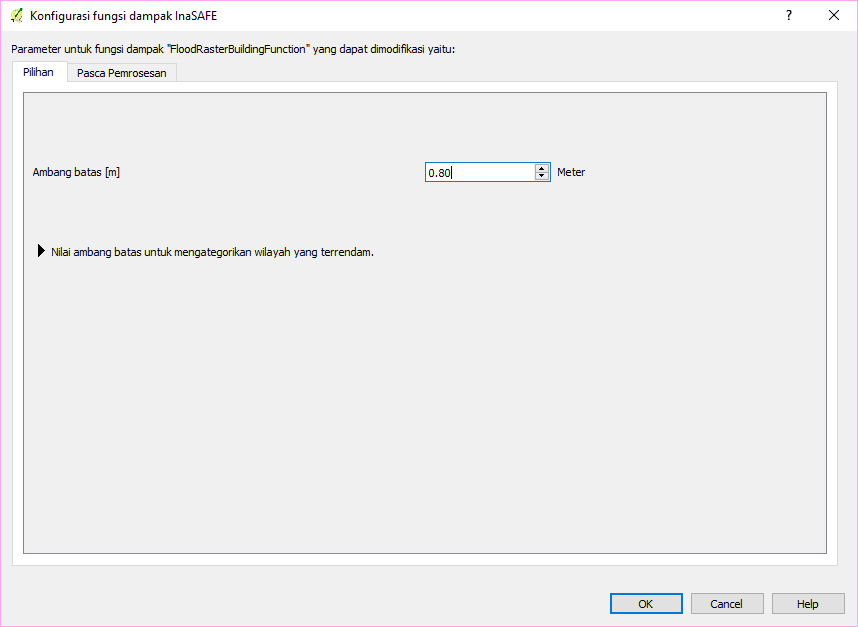 Konfigurasi fungsi dampak InaSAFE
?
Parameter untuk fungsi dampak "FloodRasterBuildingFunction" yang dapat dimodifikasi yaitu:
Pilihan Pasca Pemrosesan
Ambang batas [m] 0.80 Meter
Nilai ambang batas untuk mengategorikan wilayah yang terrendam.
OK Cancel Help